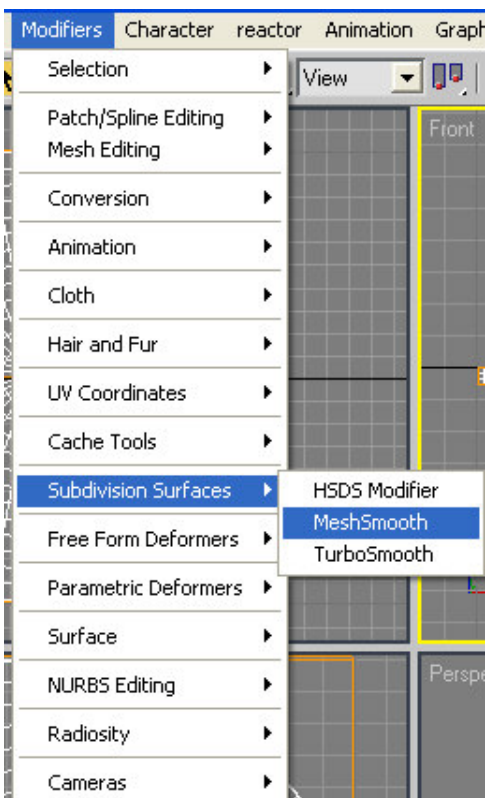 Modifiers Character reactor Animation Graph
Selection
View
Patch/Spline Editing
Front
Mesh Editing
Conversion
Animation
Cloth
Hair and Fur
UV Coordinates
Cache Tools
Subdivision Surfaces
HSDS Modifier
MeshSmooth
TurboSmooth
Free Form Deformers
Parametric Deformers
Surface
NURBS Editing
Perspe
Radiosity
Cameras